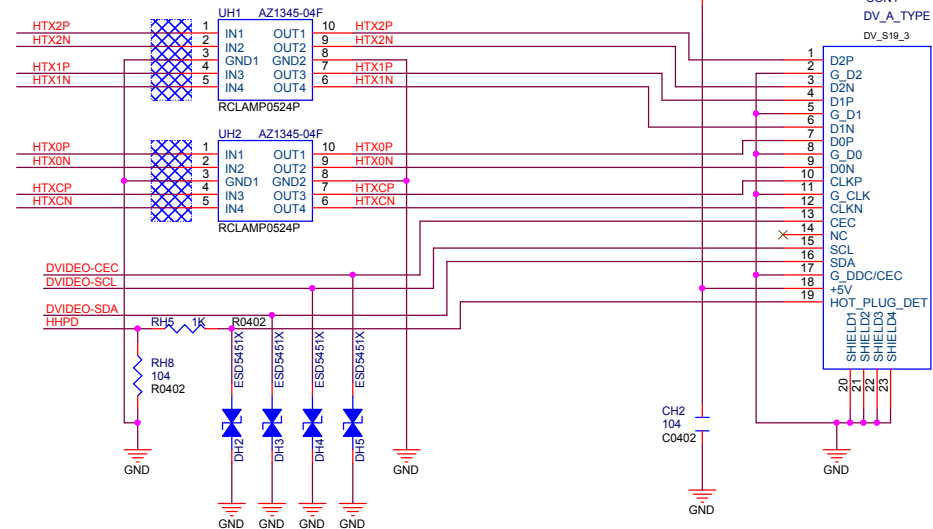 UH1 AZ1345-04F
HTX2P 1 IN1 OUT1 10 HTX2P
HTX2N 2 IN2 OUT2 9 HTX2N
3 GND1 GND2 8
HTX1P 4 IN3 OUT3 7 HTX1P
HTX1N 5 IN4 OUT4 6 HTX1N
RCLAMP0524P
UH2 AZ1345-04F
HTX0P 1 IN1 OUT1 10 HTX0P
HTX0N 2 IN2 OUT2 9 HTX0N
3 GND1 GND2 8
HTXCP 4 IN3 OUT3 7 HTXCP
HTXCN 5 IN4 OUT4 6 HTXCN
RCLAMP0524P
DV_A_TYPE
DV_S19_3
1 D2P
2 G_D2
3 D2N
4 D1P
5 G_D1
6 D1N
7 D0P
8 G_D0
9 D0N
10 CLKP
11 G_CLK
12 CLKN
13 CEC
14 NC
15 SCL
16 SDA
17 G_DDC/CEC
18 +5V
19 HOT_PLUG_DET
SHIELD1
SHIELD2
SHIELD3
SHIELD4
20
21
22
23
DVIDEO-CEC
DVIDEO-SCL
DVIDEO-SDA
HHPD
RH5 1K R0402
RH8
104
R0402
ESD5451X
ESD5451X
ESD5451X
ESD5451X
DH2
DH3
DH4
DH5
CH2
104
C0402
GND
GND
GND
GND
GND
GND
GND
GND